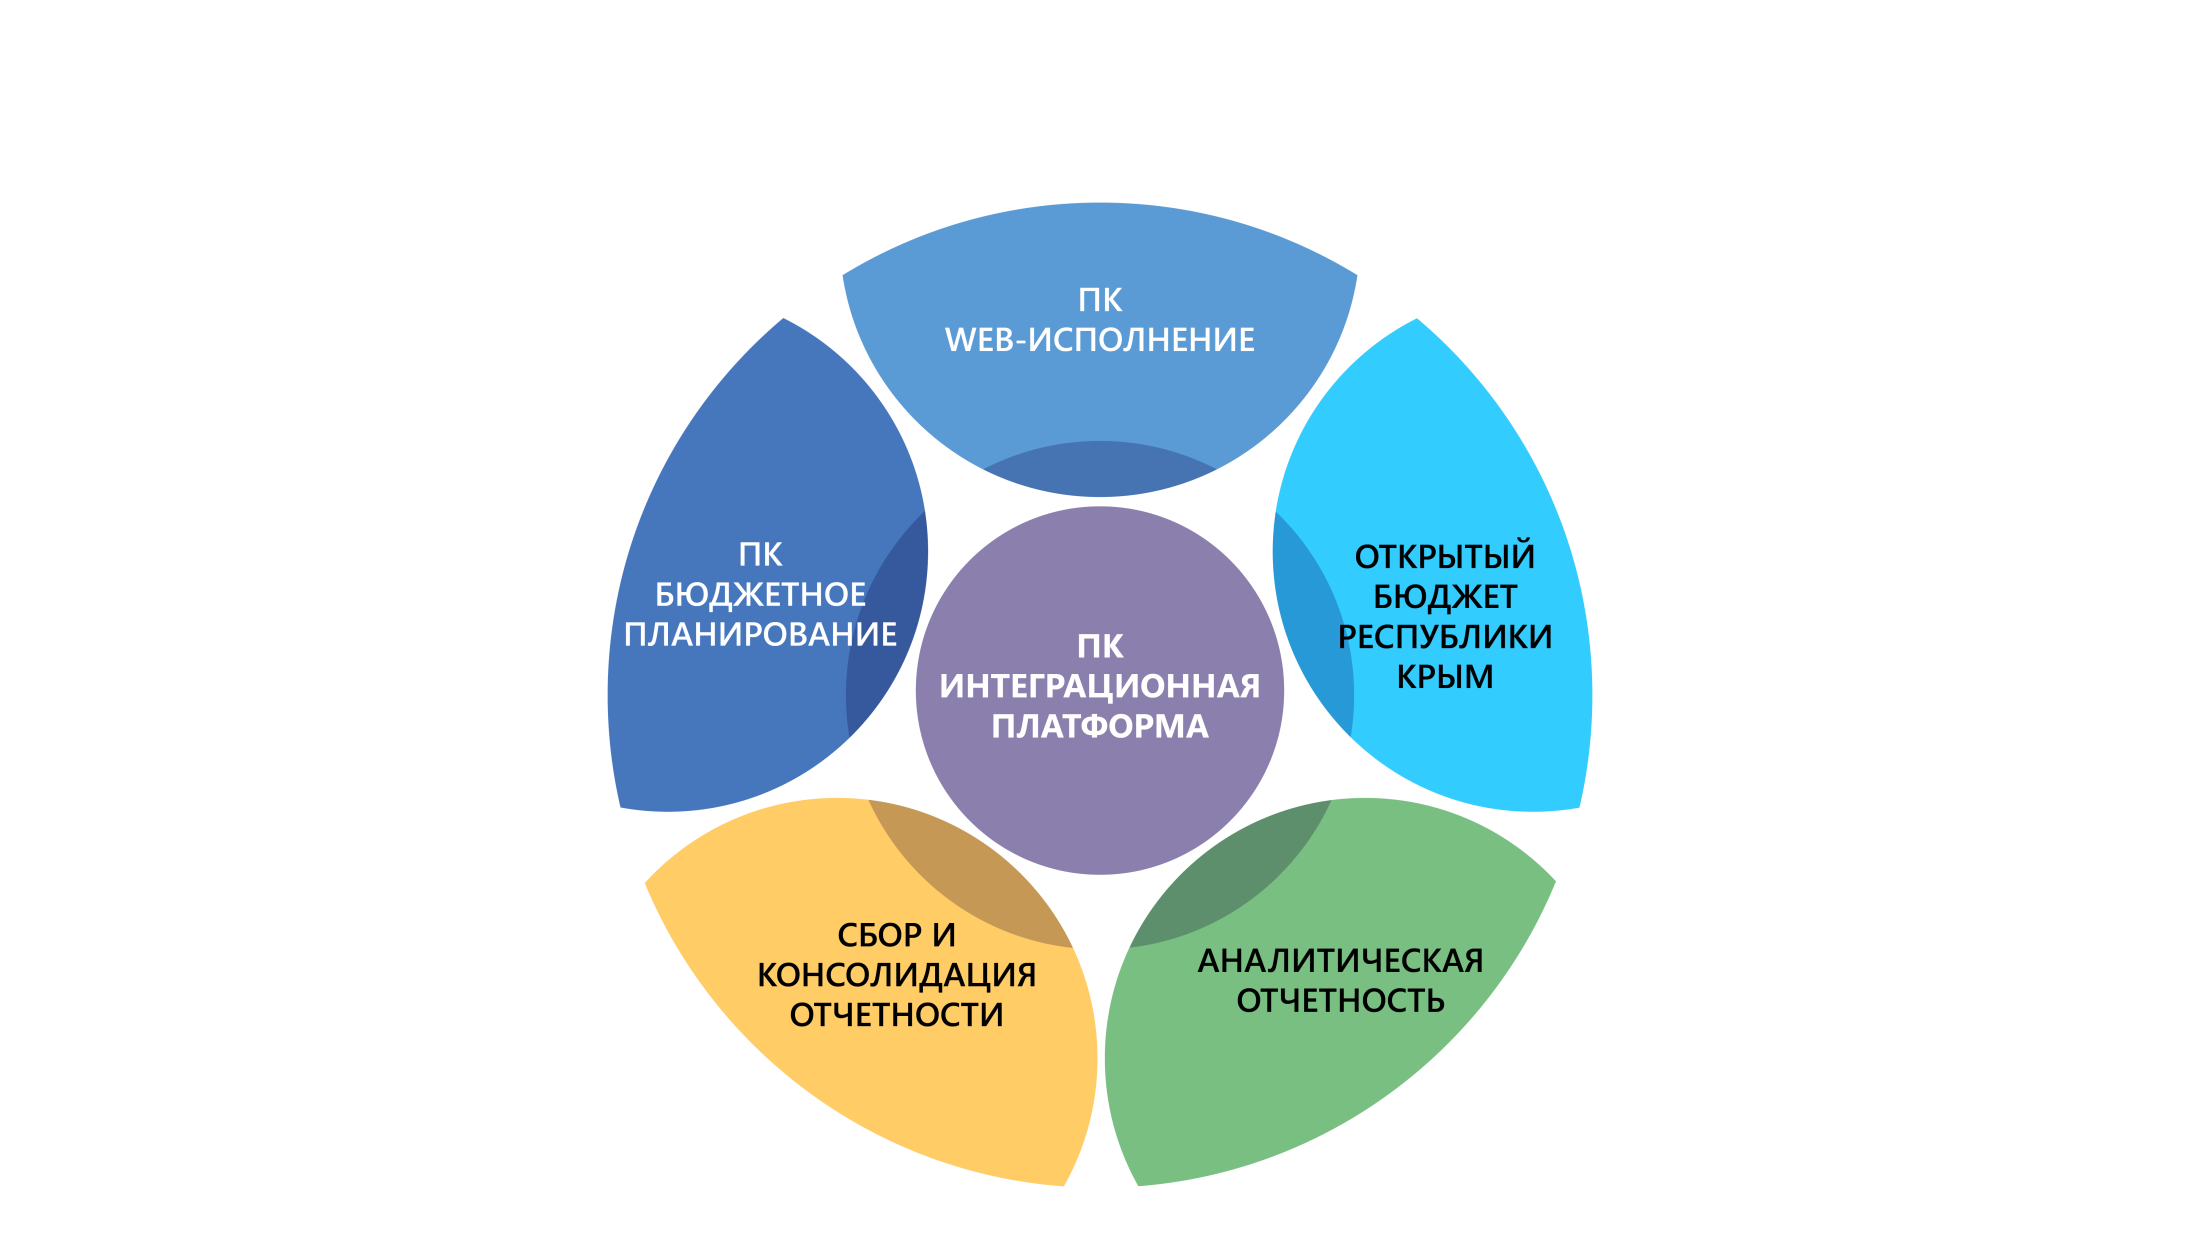 ПК
WEB-ИСПОЛНЕНИЕ
ПК
БЮДЖЕТНОЕ
ПЛАНИРОВАНИЕ
ОТКРЫТЫЙ
БЮДЖЕТ
РЕСПУБЛИКИ
КРЫМ
ПК
ИНТЕГРАЦИОННАЯ
ПЛАТФОРМА
СБОР И
КОНСОЛИДАЦИЯ
ОТЧЕТНОСТИ
АНАЛИТИЧЕСКАЯ
ОТЧЕТНОСТЬ